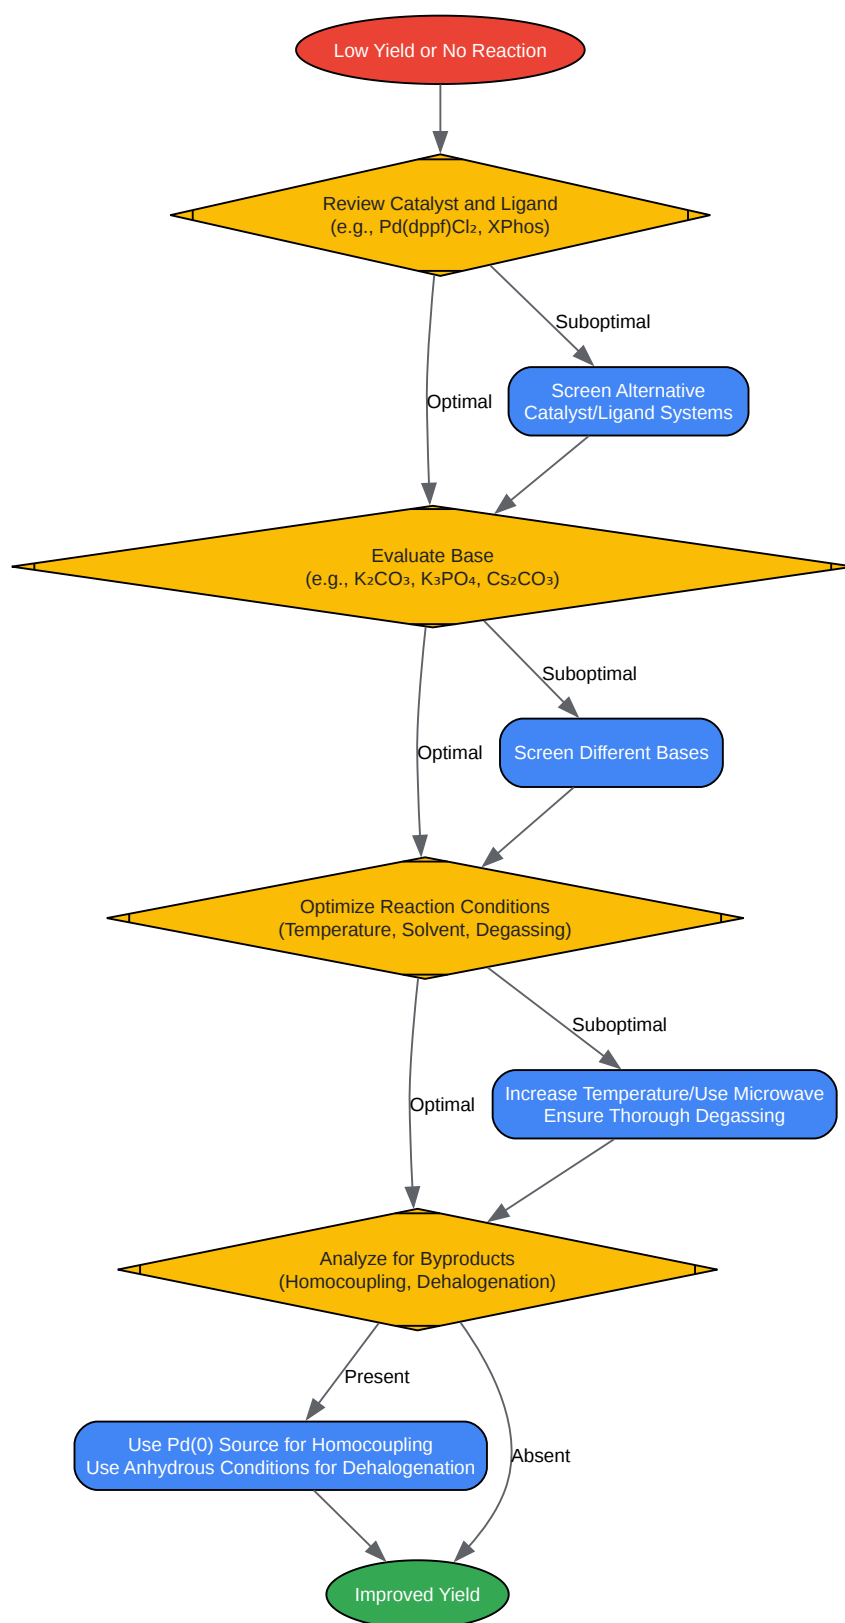 Low Yield or No Reaction
Review Catalyst and Ligand
(e.g., Pd(dppf)Cl₂, XPhos)
Suboptimal
Screen Alternative
Catalyst/Ligand Systems
Optimal
Evaluate Base
(e.g., K₂CO₃, K₃PO₄, Cs₂CO₃)
Suboptimal
Screen Different Bases
Optimal
Optimize Reaction Conditions
(Temperature, Solvent, Degassing)
Suboptimal
Increase Temperature/Use Microwave
Ensure Thorough Degassing
Optimal
Analyze for Byproducts
(Homocoupling, Dehalogenation)
Present
Use Pd(0) Source for Homocoupling
Use Anhydrous Conditions for Dehalogenation
Absent
Improved Yield